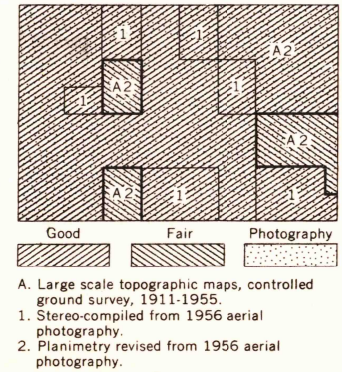 1 1 A2
A2 1
1
A2
A2 1 1
Good Fair Photography
A. Large scale topographic maps, controlled
ground survey, 1911-1955.
1. Stereo-compiled from 1956 aerial
photography.
2. Planimetry revised from 1956 aerial
photography.